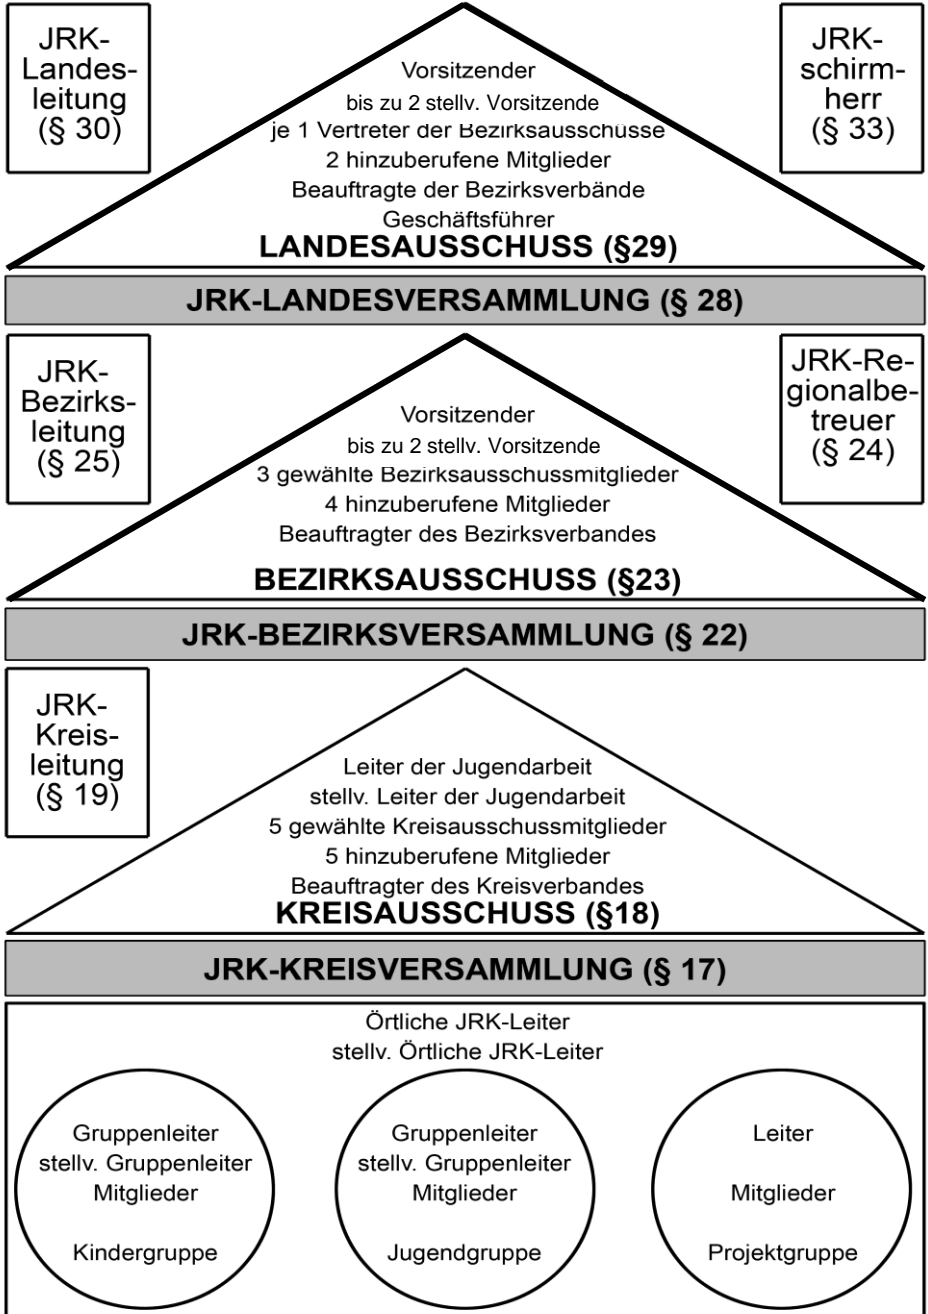 JRK-
Landes-
leitung
(§ 30)
JRK-
schirm-
herr
(§ 33)
Vorsitzender
bis zu 2 stellv. Vorsitzende
je 1 Vertreter der Bezirksausschüsse
2 hinzuberufene Mitglieder
Beauftragte der Bezirksverbände
Geschäftsführer
LANDESAUSSCHUSS (§29)
JRK-LANDESVERSAMMLUNG (§ 28)
JRK-
Bezirks-
leitung
(§ 25)
JRK-Re-
gionalbe-
treuer
(§ 24)
Vorsitzender
bis zu 2 stellv. Vorsitzende
3 gewählte Bezirksausschussmitglieder
4 hinzuberufene Mitglieder
Beauftragter des Bezirksverbandes
BEZIRKSAUSSCHUSS (§23)
JRK-BEZIRKSVERSAMMLUNG (§ 22)
JRK-
Kreis-
leitung
(§ 19)
Leiter der Jugendarbeit
stellv. Leiter der Jugendarbeit
5 gewählte Kreisausschussmitglieder
5 hinzuberufene Mitglieder
Beauftragter des Kreisverbandes
KREISAUSSCHUSS (§18)
JRK-KREISVERSAMMLUNG (§ 17)
Örtliche JRK-Leiter
stellv. Örtliche JRK-Leiter
Gruppenleiter
stellv. Gruppenleiter
Mitglieder
Kindergruppe
Gruppenleiter
stellv. Gruppenleiter
Mitglieder
Jugendgruppe
Leiter
Mitglieder
Projektgruppe